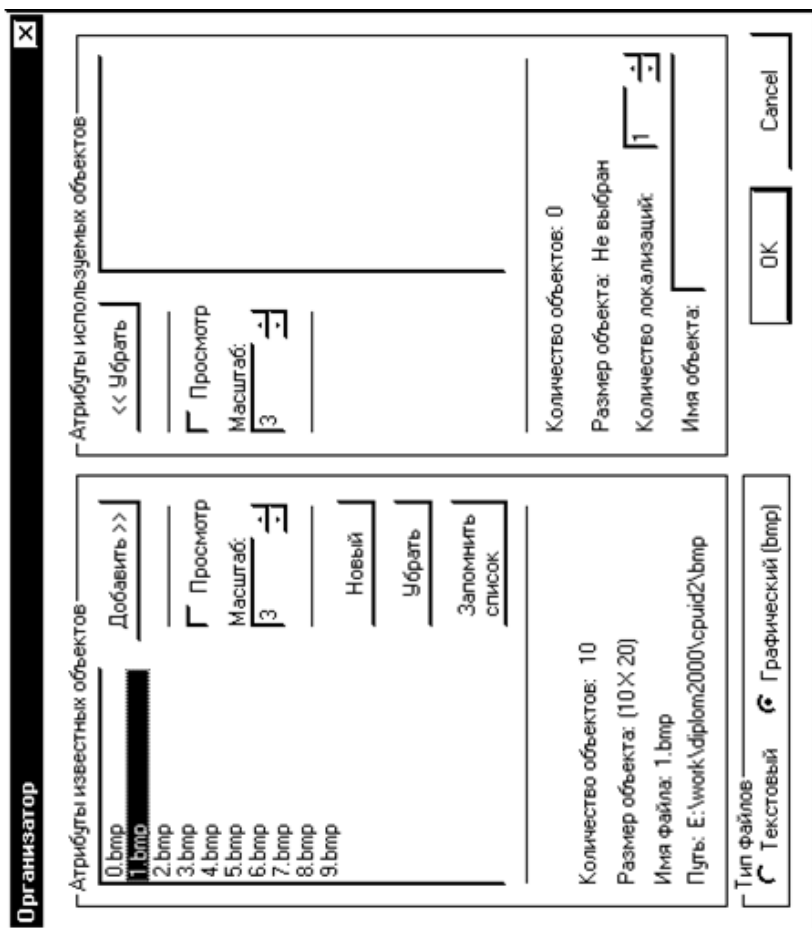 Организатор
Атрибуты известных объектов
0.bmp
1.bmp
2.bmp
3.bmp
4.bmp
5.bmp
6.bmp
7.bmp
8.bmp
9.bmp
Добавить >>
Просмотр
Масштаб:
3
Новый
Убрать
Запомнить
список
Количество объектов: 10
Размер объекта: (10 X 20)
Имя файла: 1.bmp
Путь: E:\work\diplom2000\cpuid2\bmp
Атрибуты используемых объектов
<< Убрать
Просмотр
Масштаб:
3
Количество объектов: 0
Размер объекта: Не выбран
Количество локализаций: 1
Имя объекта:
Тип файлов
Текстовый Графический (bmp)
OK Cancel